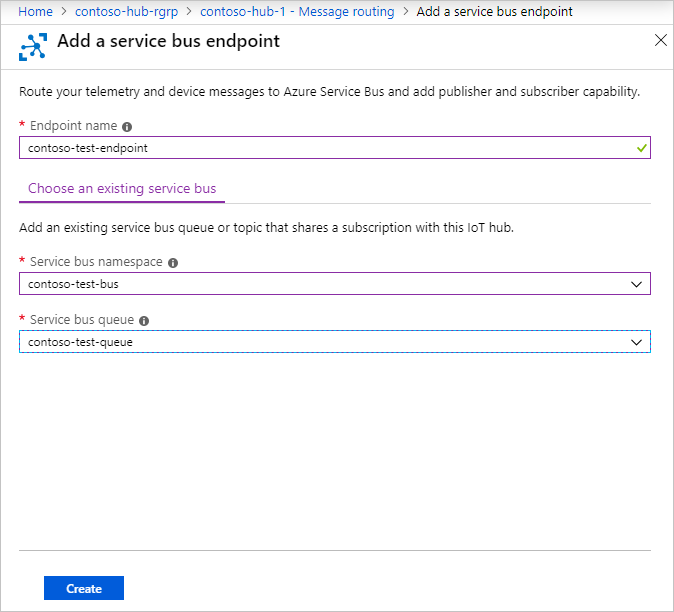 Home > contoso-hub-rgrp > contoso-hub-1 - Message routing > Add a service bus endpoint
Add a service bus endpoint
Route your telemetry and device messages to Azure Service Bus and add publisher and subscriber capability.
* Endpoint name
contoso-test-endpoint
Choose an existing service bus
Add an existing service bus queue or topic that shares a subscription with this IoT hub.
* Service bus namespace
contoso-test-bus
* Service bus queue
contoso-test-queue
Create